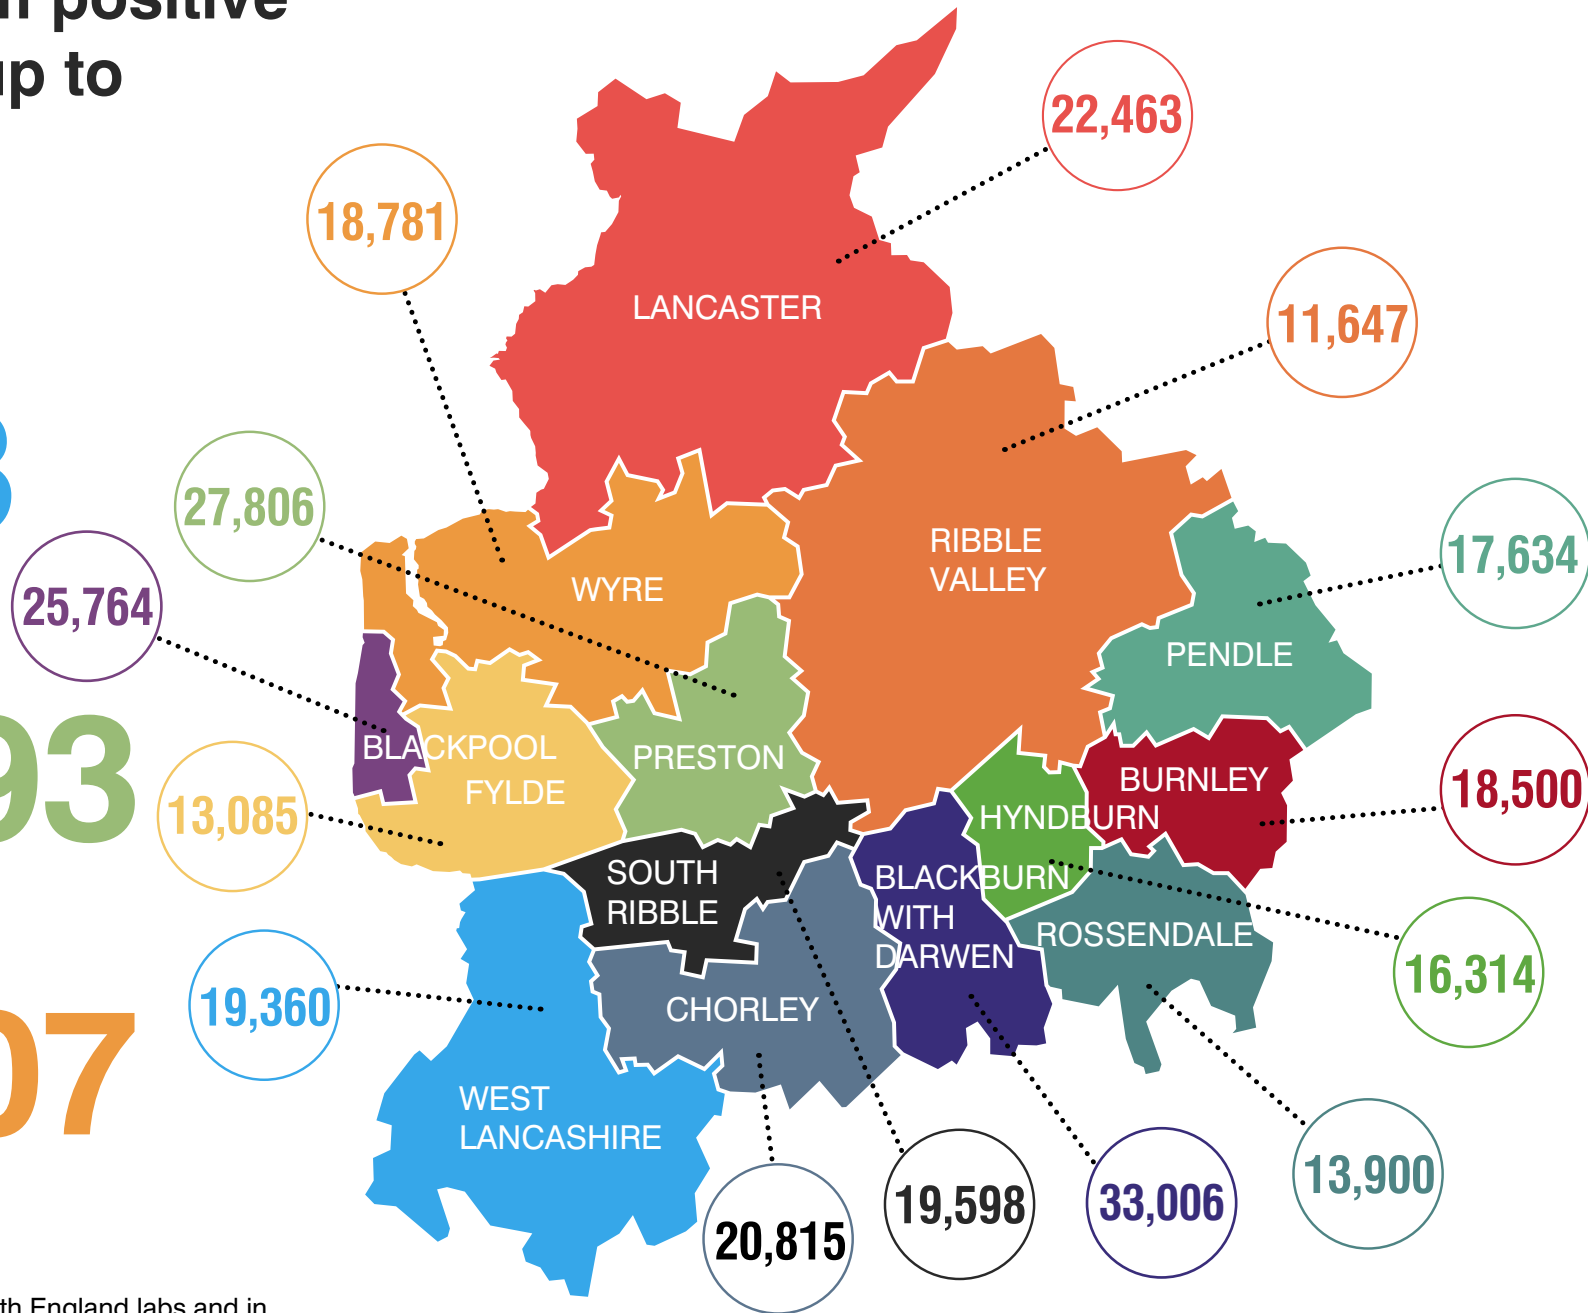 positive
up to
22,463
18,781
LANCASTER
11,647
27,806
RIBBLE
VALLEY
17,634
25,764
WYRE
PENDLE
93
BLACKPOOL
PRESTON
BURNLEY
18,500
13,085
FYLDE
HYNDBURN
SOUTH
RIBBLE
BLACKBURN
WITH
DARWEN
ROSSENDALE
16,314
19,360
CHORLEY
07
WEST
LANCASHIRE
20,815
19,598
33,006
13,900
England labs and in